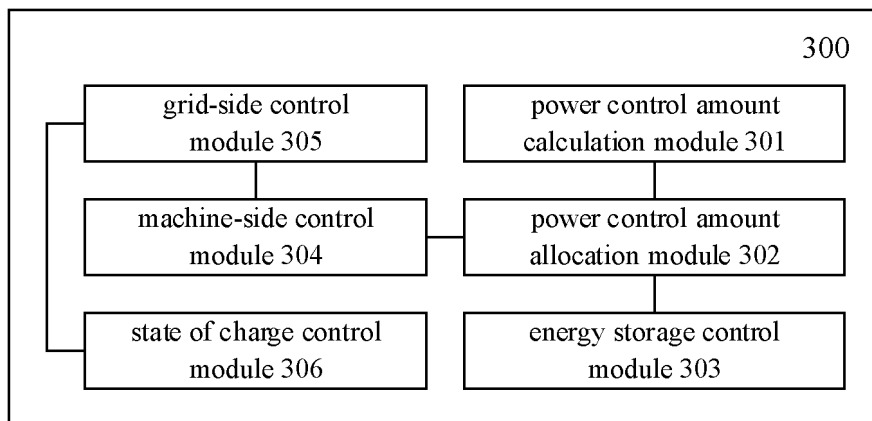 300
grid-side control
module 305
power control amount
calculation module 301
machine-side control
module 304
power control amount
allocation module 302
state of charge control
module 306
energy storage control
module 303